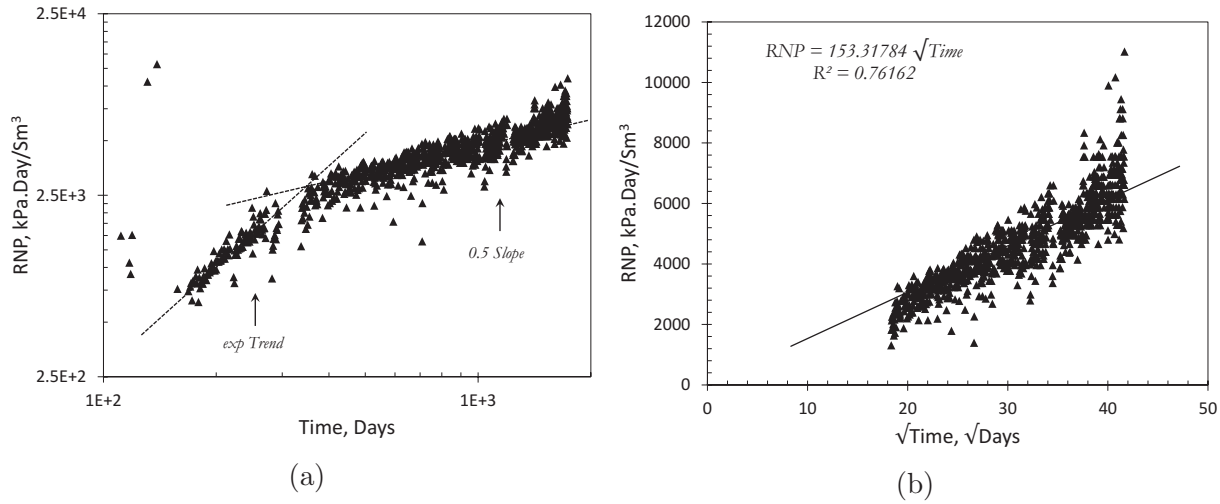 2.5E+4
2.5E+3
2.5E+2
RNP, kPa.Day/Sm³
1E+2
1E+3
Time, Days
exp Trend
0.5 Slope
(a)
12000
10000
8000
6000
4000
2000
0
RNP, kPa.Day/Sm³
RNP = 153.31784 √Time
R² = 0.76162
0 10 20 30 40 50
√Time, √Days
(b)